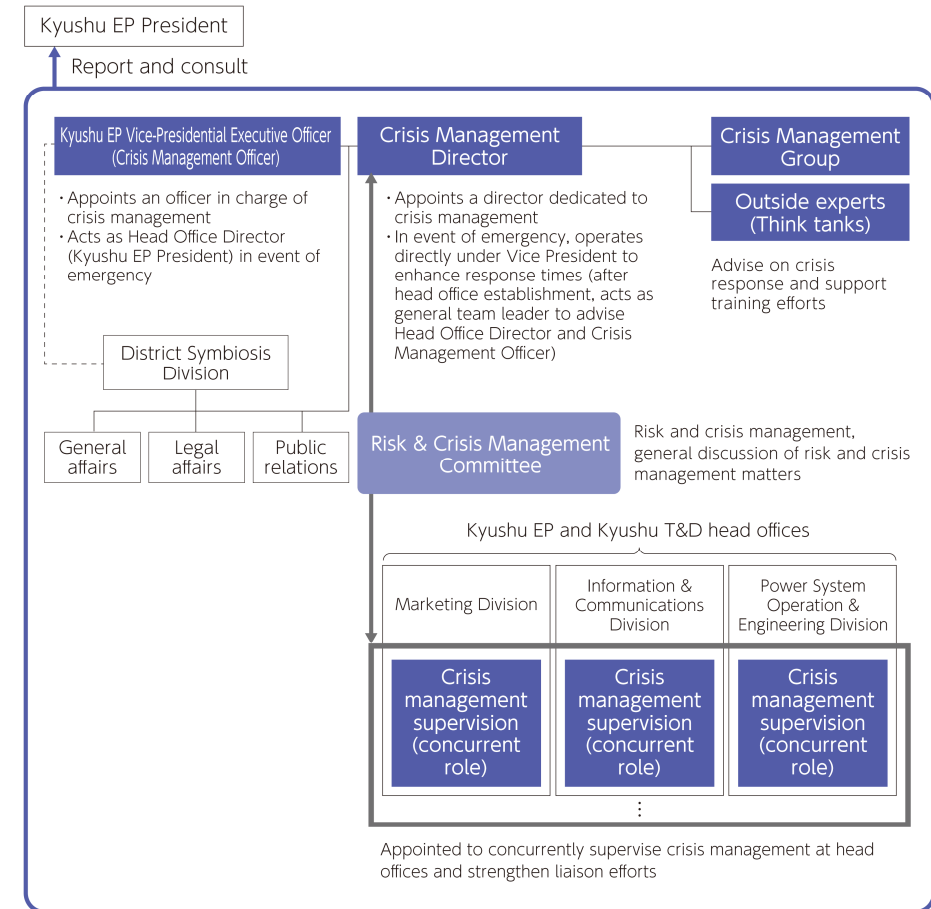 Kyushu EP President
Report and consult
Kyushu EP Vice-Presidential Executive Officer
(Crisis Management Officer)
・Appoints an officer in charge of
crisis management
・Acts as Head Office Director
(Kyushu EP President) in event of
emergency
Crisis Management
Director
・Appoints a director dedicated to
crisis management
・In event of emergency, operates
directly under Vice President to
enhance response times (after
head office establishment, acts as
general team leader to advise
Head Office Director and Crisis
Management Officer)
Crisis Management
Group
Outside experts
(Think tanks)
Advise on crisis
response and support
training efforts
District Symbiosis
Division
General
affairs
Legal
affairs
Public
relations
Risk & Crisis Management
Committee
Risk and crisis management,
general discussion of risk and crisis
management matters
Kyushu EP and Kyushu T&D head offices
Marketing Division
Information &
Communications
Division
Power System
Operation &
Engineering Division
Crisis
management
supervision
(concurrent
role)
Crisis
management
supervision
(concurrent
role)
Crisis
management
supervision
(concurrent
role)
⋮
Appointed to concurrently supervise crisis management at head
offices and strengthen liaison efforts